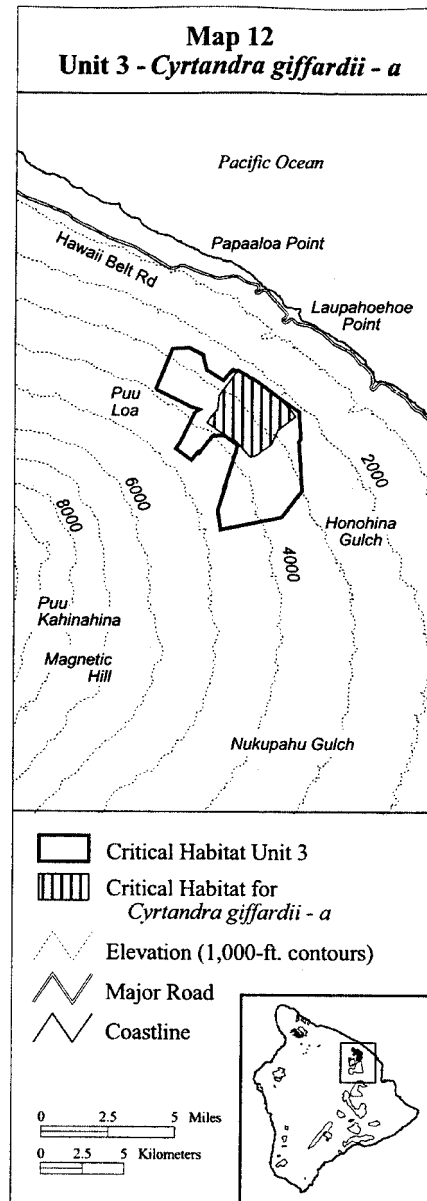 Map 12
Unit 3 - Cyrtandra giffardii - a
Pacific Ocean
Papaaloa Point
Hawaii Belt Rd
Laupahoehoe
Point
Puu
Loa
2000
6000
8000
Honohina
Gulch
4000
Puu
Kahinahina
Magnetic
Hill
Nukupahu Gulch
Critical Habitat Unit 3
Critical Habitat for
Cyrtandra giffardii - a
Elevation (1,000-ft. contours)
Major Road
Coastline
0 2.5 5 Miles
0 2.5 5 Kilometers